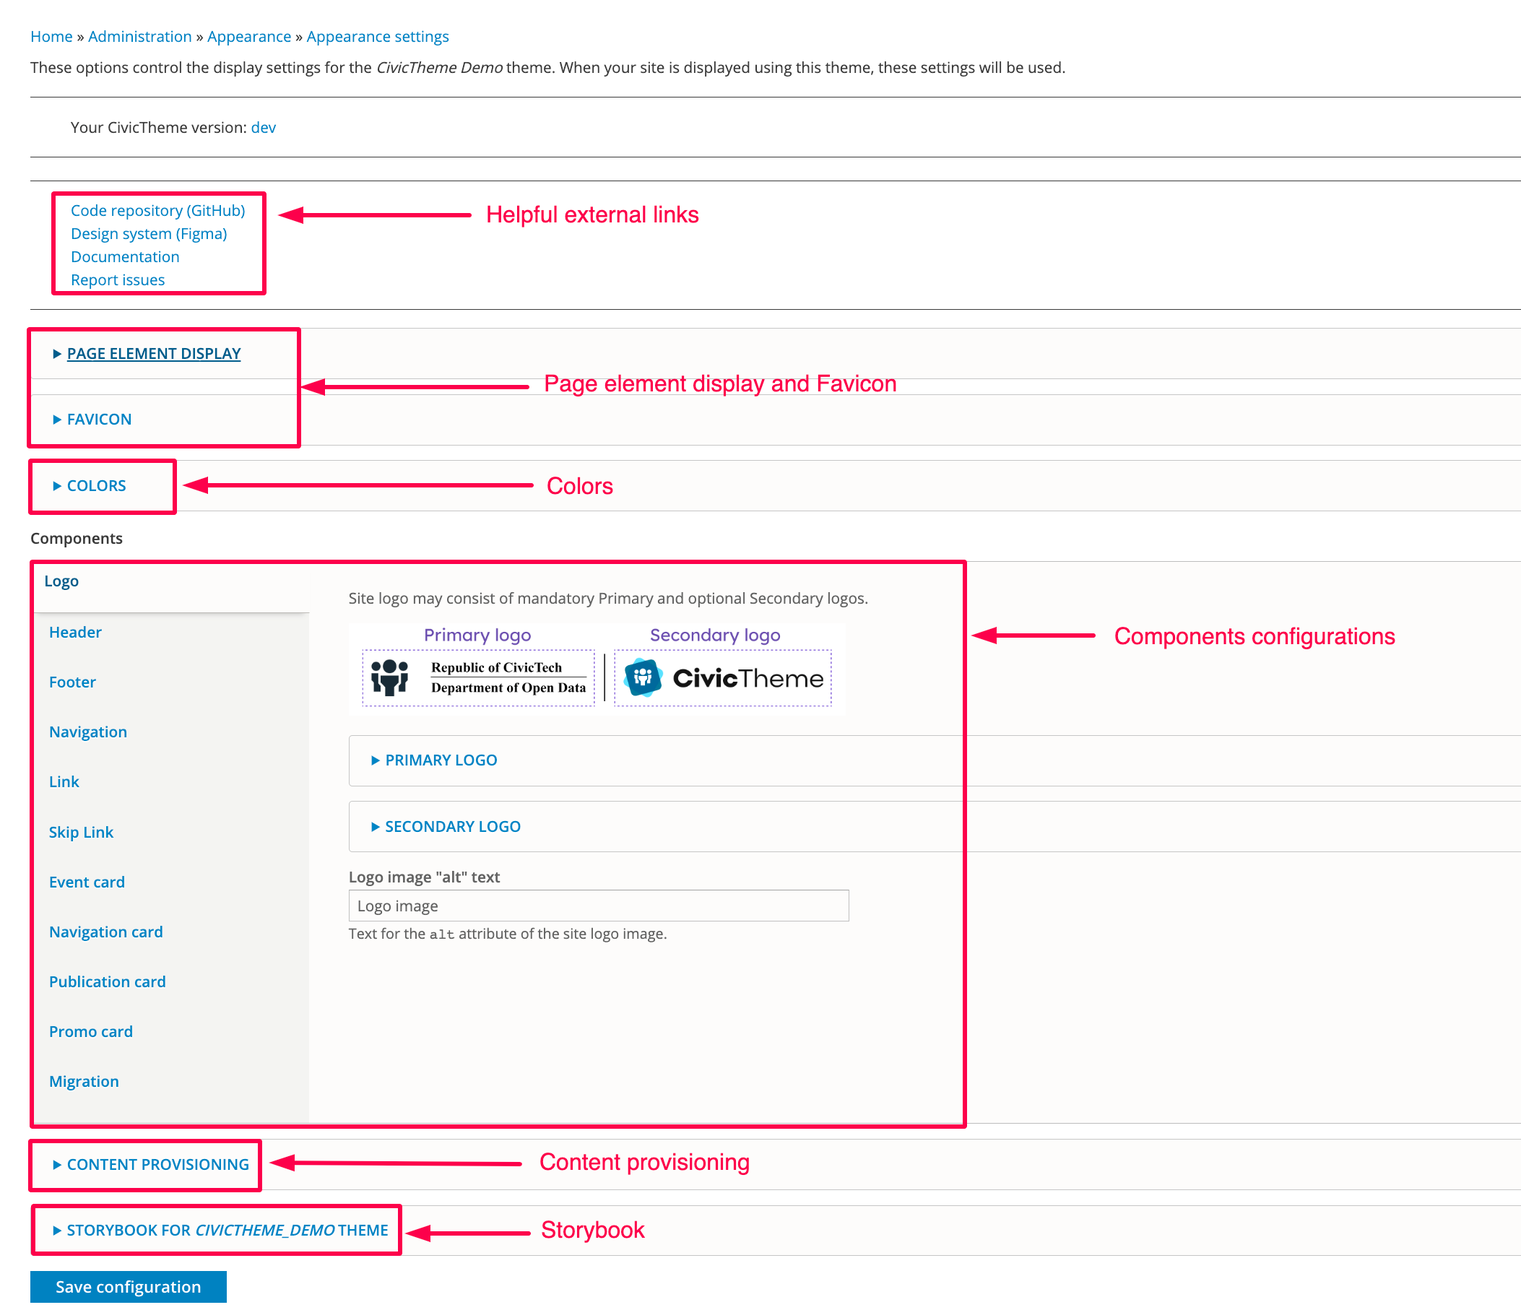 Home » Administration » Appearance » Appearance settings
These options control the display settings for the CivicTheme Demo theme. When your site is displayed using this theme, these settings will be used.
Your CivicTheme version: dev
Code repository (GitHub)
Helpful external links
Design system (Figma)
Documentation
Report issues
PAGE ELEMENT DISPLAY
Page element display and Favicon
FAVICON
COLORS
Colors
Components
Logo
Site logo may consist of mandatory Primary and optional Secondary logos.
Header
Primary logo
Secondary logo
Components configurations
Republic of CivicTech
Department of Open Data
CivicTheme
Footer
Navigation
PRIMARY LOGO
Link
Skip Link
SECONDARY LOGO
Event card
Logo image "alt" text
Logo image
Navigation card
Text for the alt attribute of the site logo image.
Publication card
Promo card
Migration
CONTENT PROVISIONING
Content provisioning
STORYBOOK FOR CIVICTHEME_DEMO THEME
Storybook
Save configuration